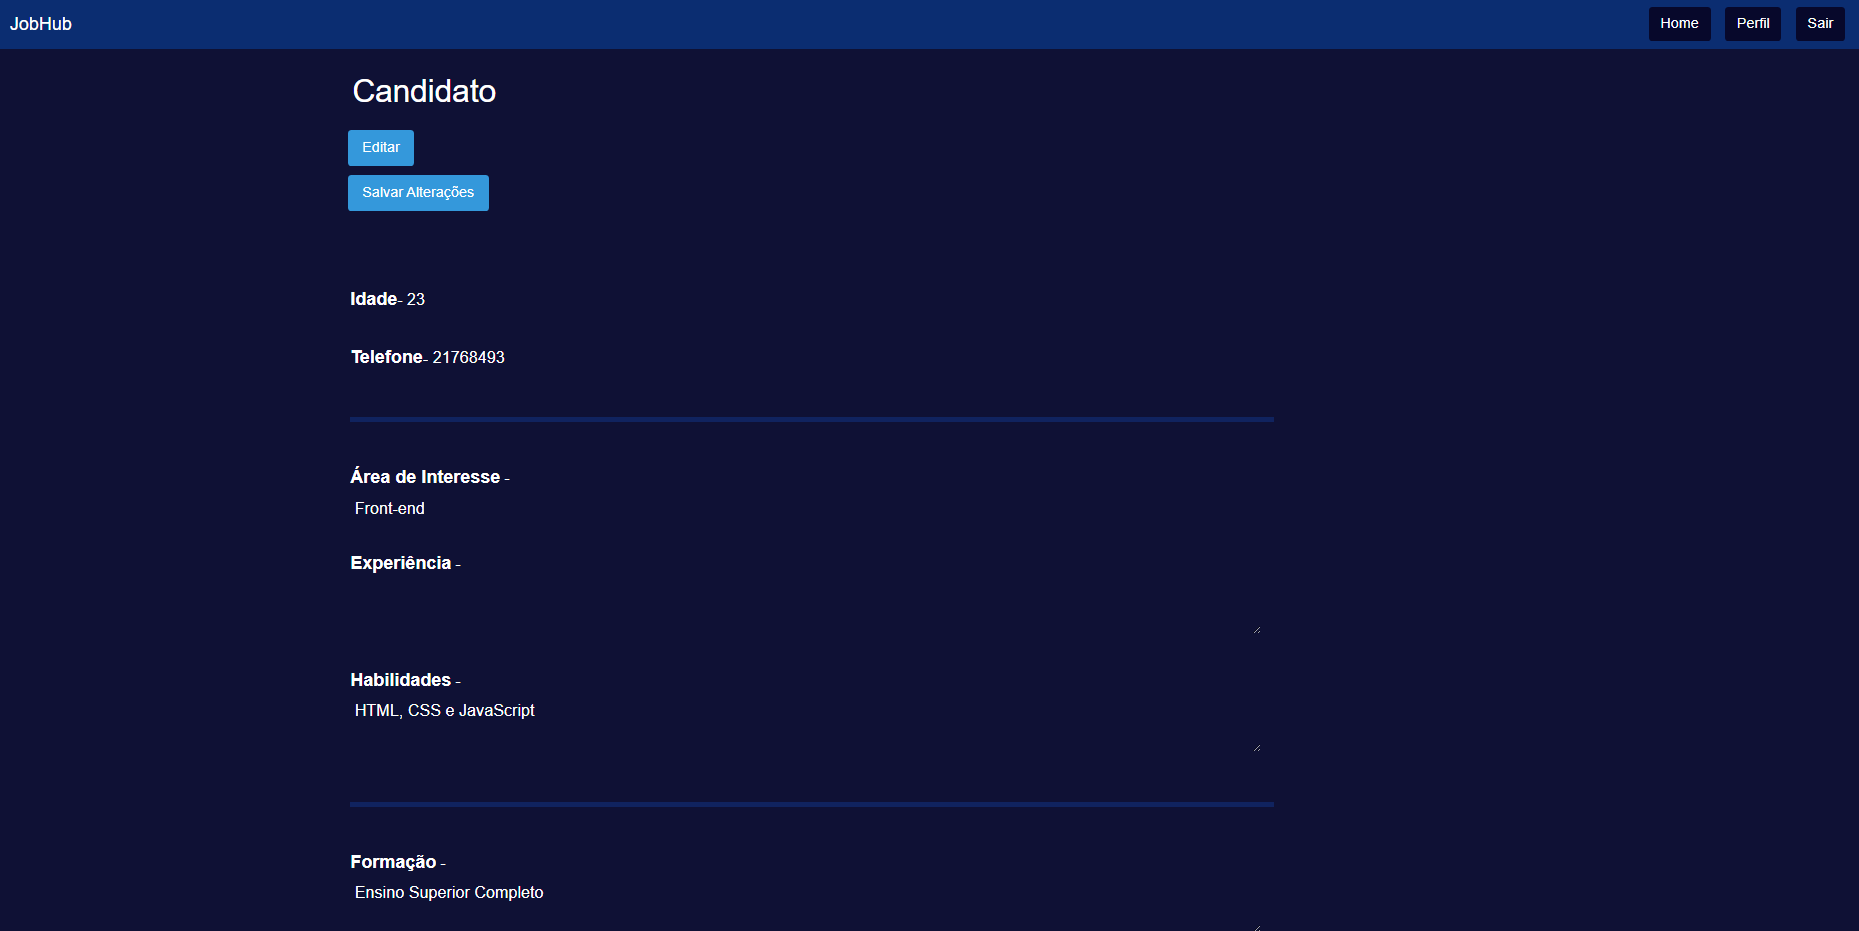 JobHub
Home Perfil Sair
Candidato
Editar
Salvar Alterações
Idade- 23
Telefone- 21768493
Área de Interesse -
Front-end
Experiência -
Habilidades -
HTML, CSS e JavaScript
Formação -
Ensino Superior Completo